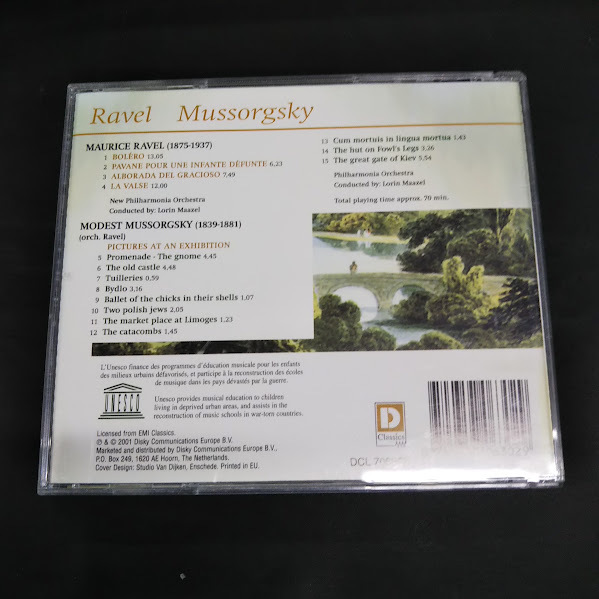 Ravel Mussorgsky
MAURICE RAVEL (1875-1937)
1 BOLÉRO 13,05
2 PAVANE POUR UNE INFANTE DÉFUNTE 6,23
3 ALBORADA DEL GRACIOSO 7,49
4 LA VALSE 12,00
New Philharmonia Orchestra
Conducted by: Lorin Maazel
MODEST MUSSORGSKY (1839-1881)
(orch. Ravel)
PICTURES AT AN EXHIBITION
5 Promenade - The gnome 4,45
6 The old castle 4,48
7 Tuilleries 0,59
8 Bydlo 3,16
9 Ballet of the chicks in their shells 1,07
10 Two polish jews 2,05
11 The market place at Limoges 1,23
12 The catacombs 1,45
13 Cum mortuis in lingua mortua 1,43
14 The hut on Fowl's Legs 3,26
15 The great gate of Kiev 5,54
Philharmonia Orchestra
Conducted by: Lorin Maazel
Total playing time approx. 70 min.
L'Unesco finance des programmes d'éducation musicale pour les enfants
des milieux urbains défavorisés, et participe à la reconstruction des écoles
de musique dans les pays dévastés par la guerre.
UNESCO
Unesco provides musical education to children
living in deprived urban areas, and assists in the
reconstruction of music schools in war-torn countries.
Licensed from EMI Classics.
℗ & © 2001 Disky Communications Europe B.V.
Marketed and distributed by Disky Communications Europe B.V.,
P.O. Box 249, 1620 AE Hoorn, The Netherlands.
Cover Design: Studio Van Dijken, Enschede. Printed in EU.
D
Classics
DCL